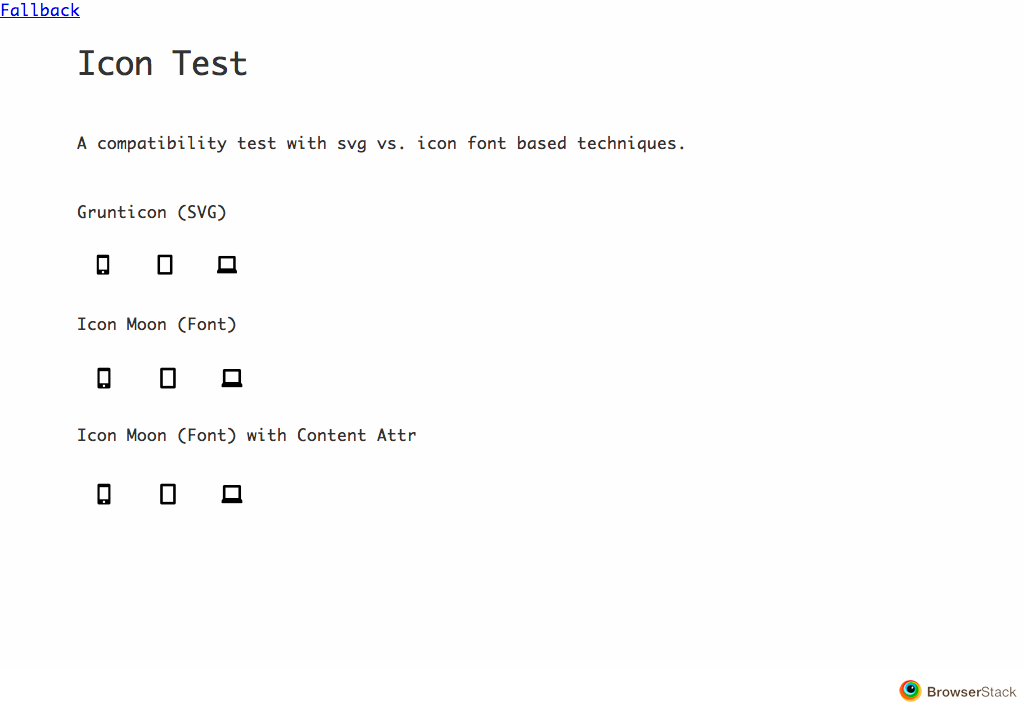 Fallback
Icon Test
A compatibility test with svg vs. icon font based techniques.
Grunticon (SVG)
Icon Moon (Font)
Icon Moon (Font) with Content Attr
BrowserStack